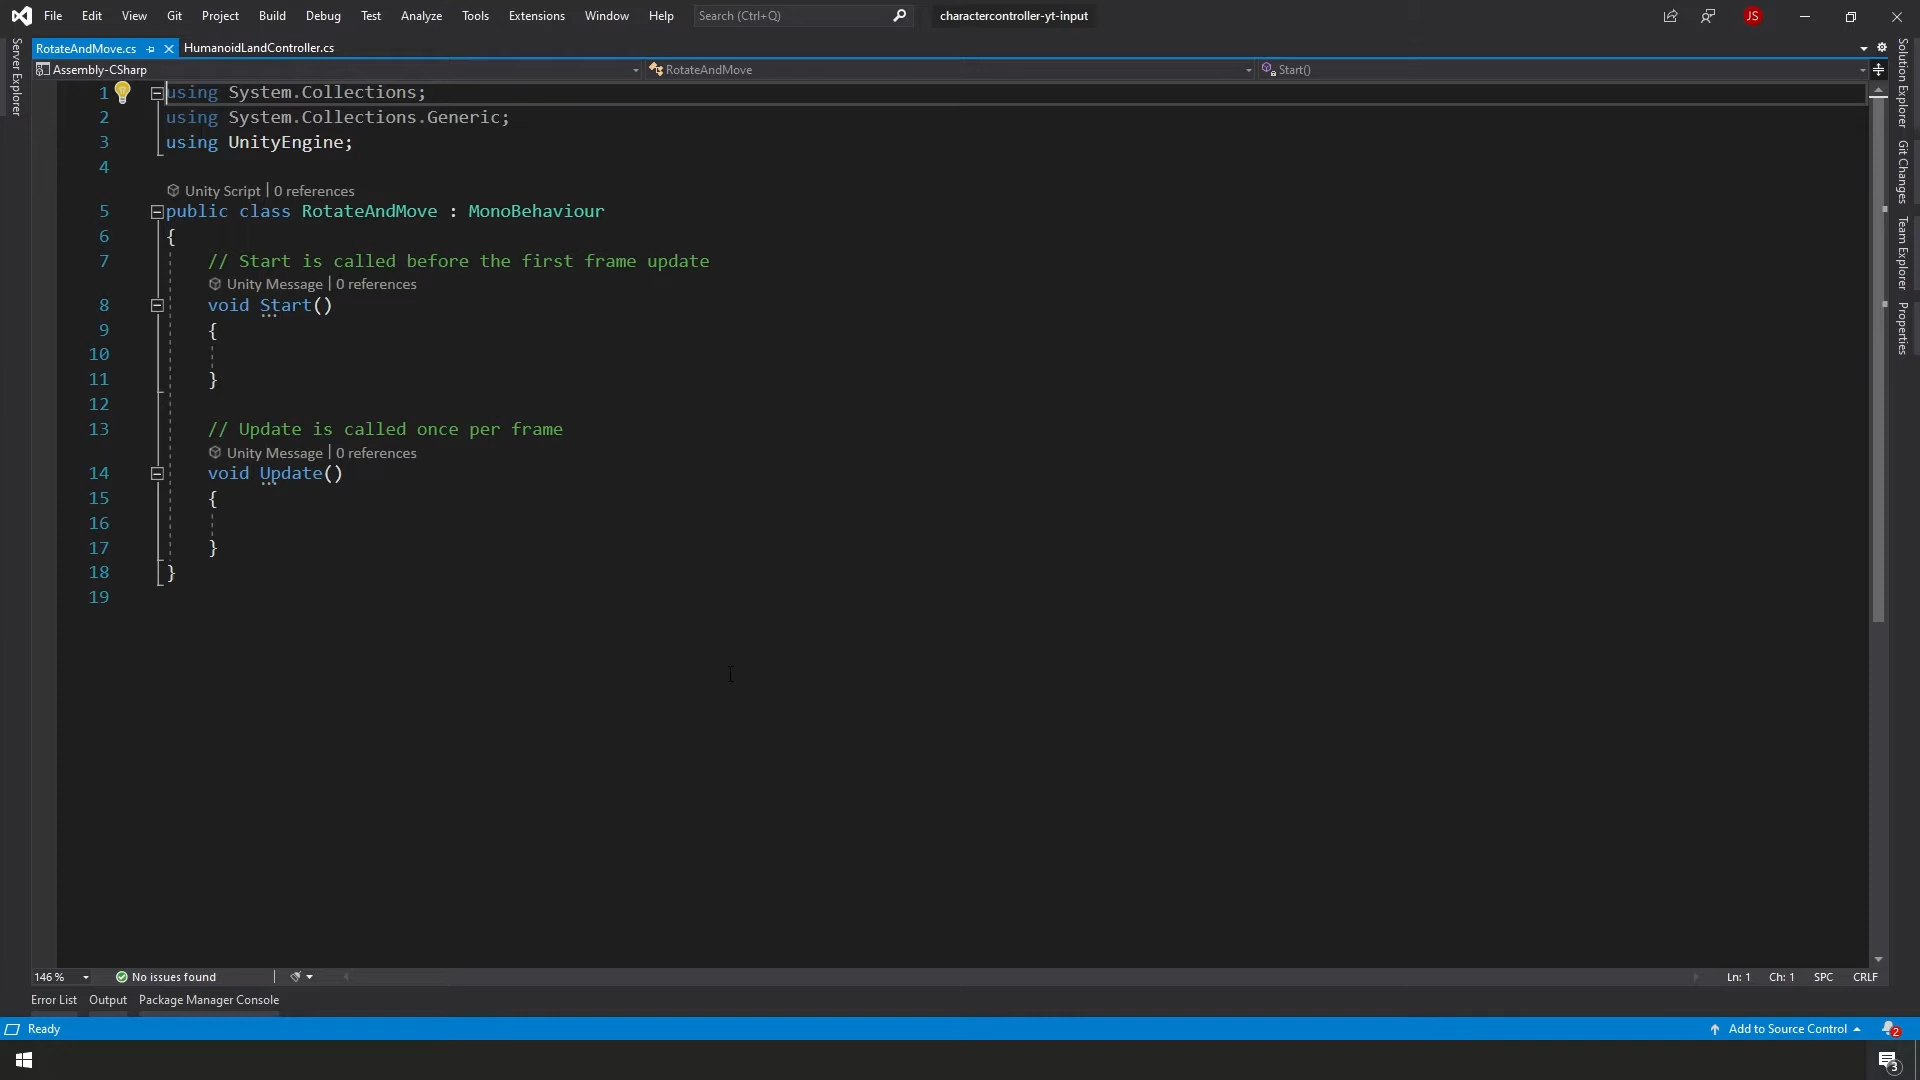 File Edit View Git Project Build Debug Test Analyze Tools Extensions Window Help Search (Ctrl+Q) charactercontroller-yt-input JS
RotateAndMove.cs HumanoidLandController.cs
Assembly-CSharp RotateAndMove Start()
Server Explorer
Solution Explorer
Git Changes
Team Explorer
Properties
1 using System.Collections;
2 using System.Collections.Generic;
3 using UnityEngine;
4
Unity Script | 0 references
5 public class RotateAndMove : MonoBehaviour
6 {
7 // Start is called before the first frame update
Unity Message | 0 references
8 void Start()
9 {
10
11 }
12
13 // Update is called once per frame
Unity Message | 0 references
14 void Update()
15 {
16
17 }
18 }
19
146 % No issues found Ln: 1 Ch: 1 SPC CRLF
Error List Output Package Manager Console
Ready Add to Source Control 2
3